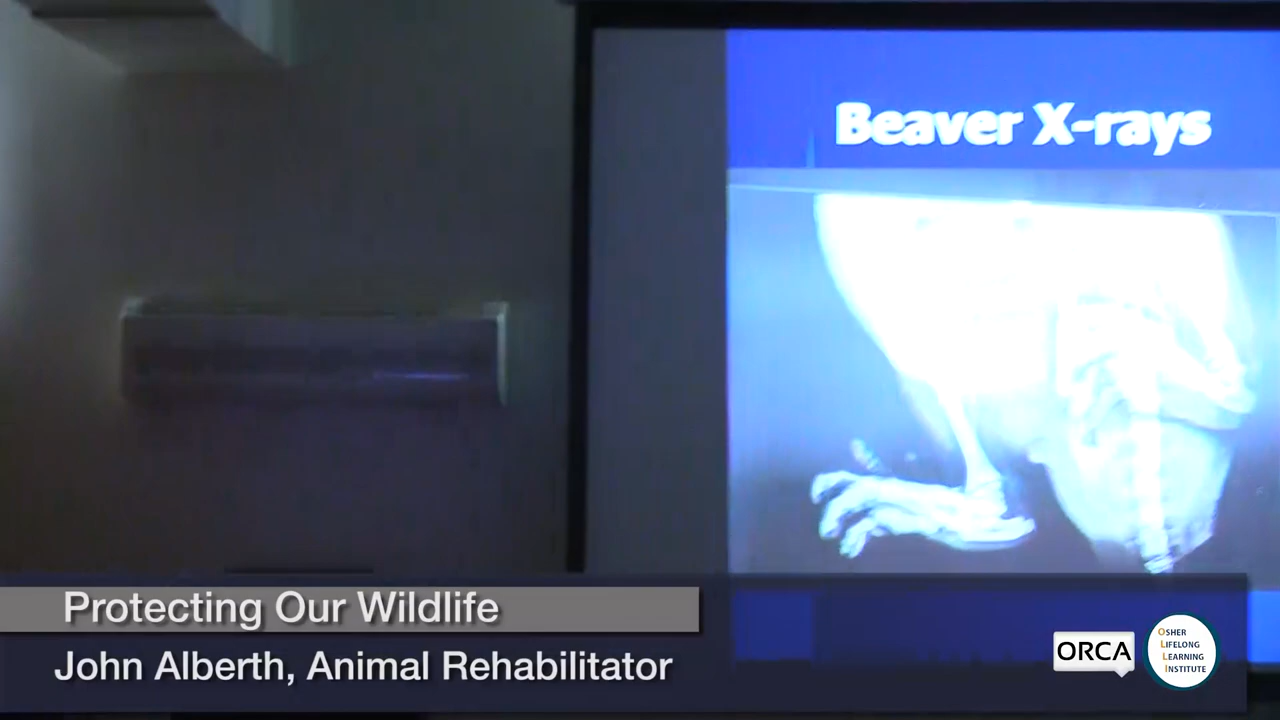 Beaver X-rays
Protecting Our Wildlife
John Alberth, Animal Rehabilitator
ORCA
OSHER
LIFELONG
LEARNING
INSTITUTE